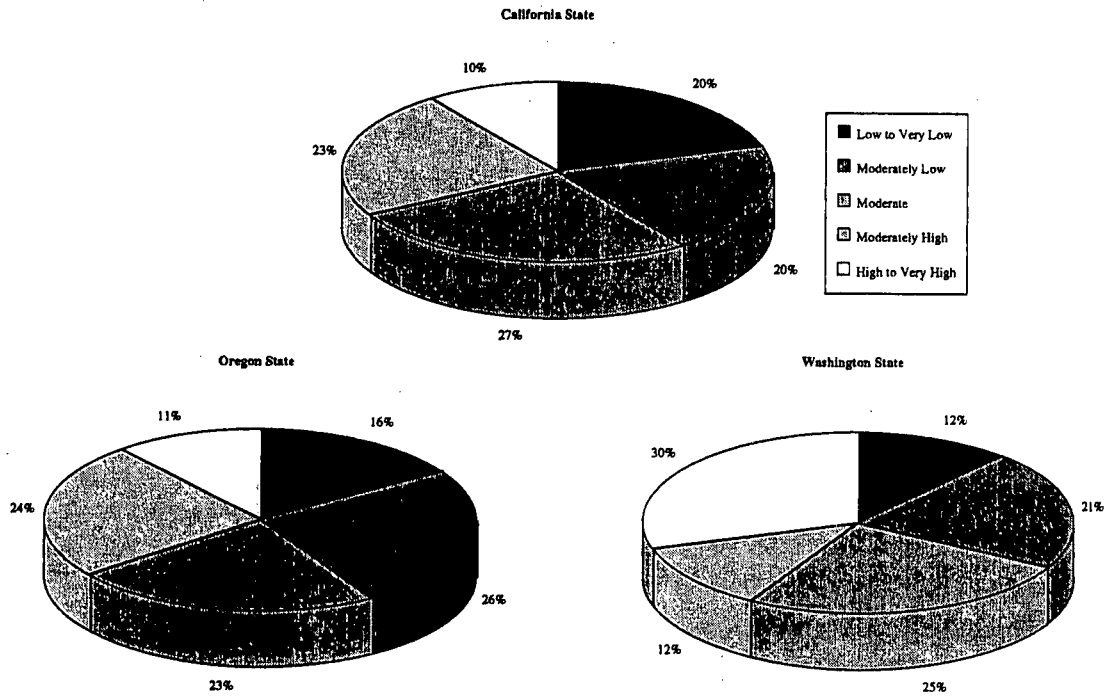 California State
10%
20%
23%
20%
27%
Low to Very Low
Moderately Low
Moderate
Moderately High
High to Very High
Oregon State
11%
16%
24%
26%
23%
Washington State
12%
30%
21%
12%
25%